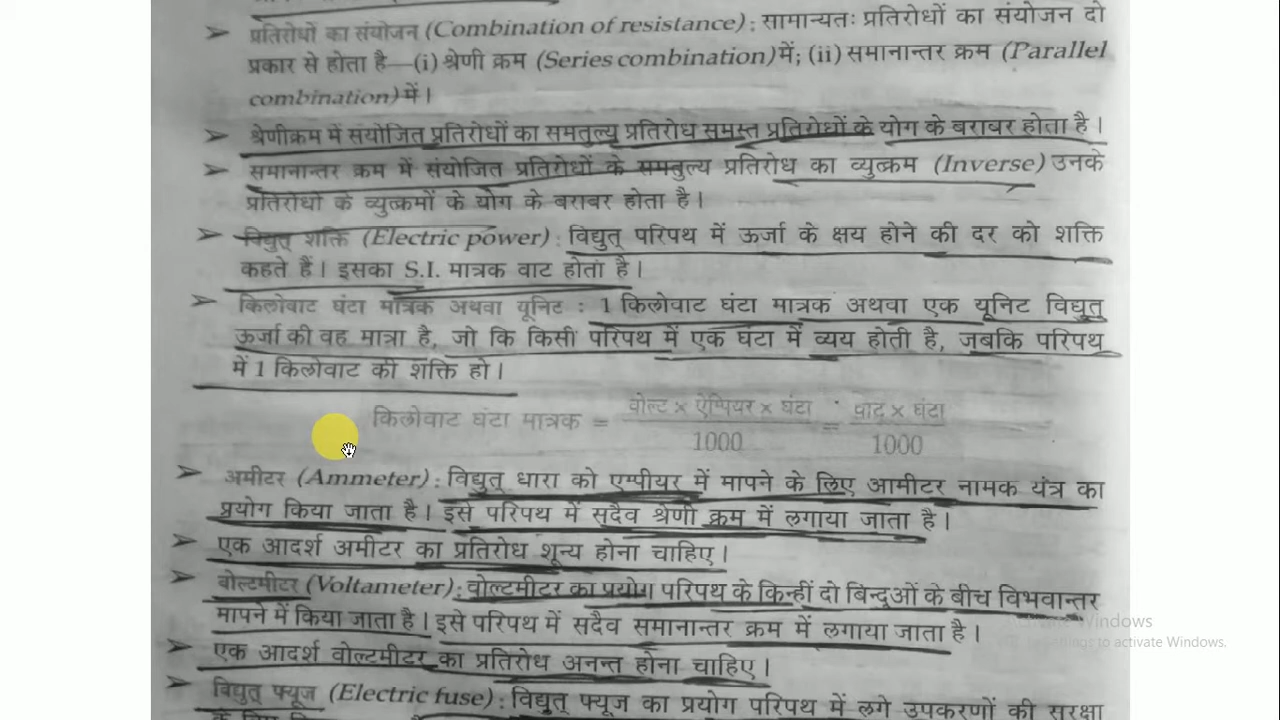 ➤ प्रतिरोधों का संयोजन (Combination of resistance) : सामान्यतः प्रतिरोधों का संयोजन दो
प्रकार से होता है—(i) श्रेणी क्रम (Series combination) में; (ii) समानान्तर क्रम (Parallel
combination) में।
➤ श्रेणीक्रम में संयोजित प्रतिरोधों का समतुल्य प्रतिरोध समस्त प्रतिरोधों के योग के बराबर होता है।
➤ समानान्तर क्रम में संयोजित प्रतिरोधों के समतुल्य प्रतिरोध का व्युत्क्रम (Inverse) उनके
प्रतिरोधों के व्युत्क्रमों के योग के बराबर होता है।
➤ विद्युत् शक्ति (Electric power) : विद्युत् परिपथ में ऊर्जा के क्षय होने की दर को शक्ति
कहते हैं। इसका S.I. मात्रक वाट होता है।
➤ किलोवाट घंटा मात्रक अथवा यूनिट : 1 किलोवाट घंटा मात्रक अथवा एक यूनिट विद्युत्
ऊर्जा की वह मात्रा है, जो कि किसी परिपथ में एक घंटा में व्यय होती है, जबकि परिपथ
में 1 किलोवाट की शक्ति हो।
किलोवाट घंटा मात्रक = वोल्ट × ऐम्पियर × घंटा / 1000 = वाट × घंटा / 1000
➤ अमीटर (Ammeter) : विद्युत् धारा को एम्पीयर में मापने के लिए आमीटर नामक यंत्र का
प्रयोग किया जाता है। इसे परिपथ में सदैव श्रेणी क्रम में लगाया जाता है।
➤ एक आदर्श अमीटर का प्रतिरोध शून्य होना चाहिए।
➤ वोल्टमीटर (Voltameter) : वोल्टमीटर का प्रयोग परिपथ के किन्हीं दो बिन्दुओं के बीच विभवान्तर
मापने में किया जाता है। इसे परिपथ में सदैव समानान्तर क्रम में लगाया जाता है।
➤ एक आदर्श वोल्टमीटर का प्रतिरोध अनन्त होना चाहिए।
➤ विद्युत् फ्यूज (Electric fuse) : विद्युत् फ्यूज का प्रयोग परिपथ में लगे उपकरणों की सुरक्षा
Windows
to activate Windows.